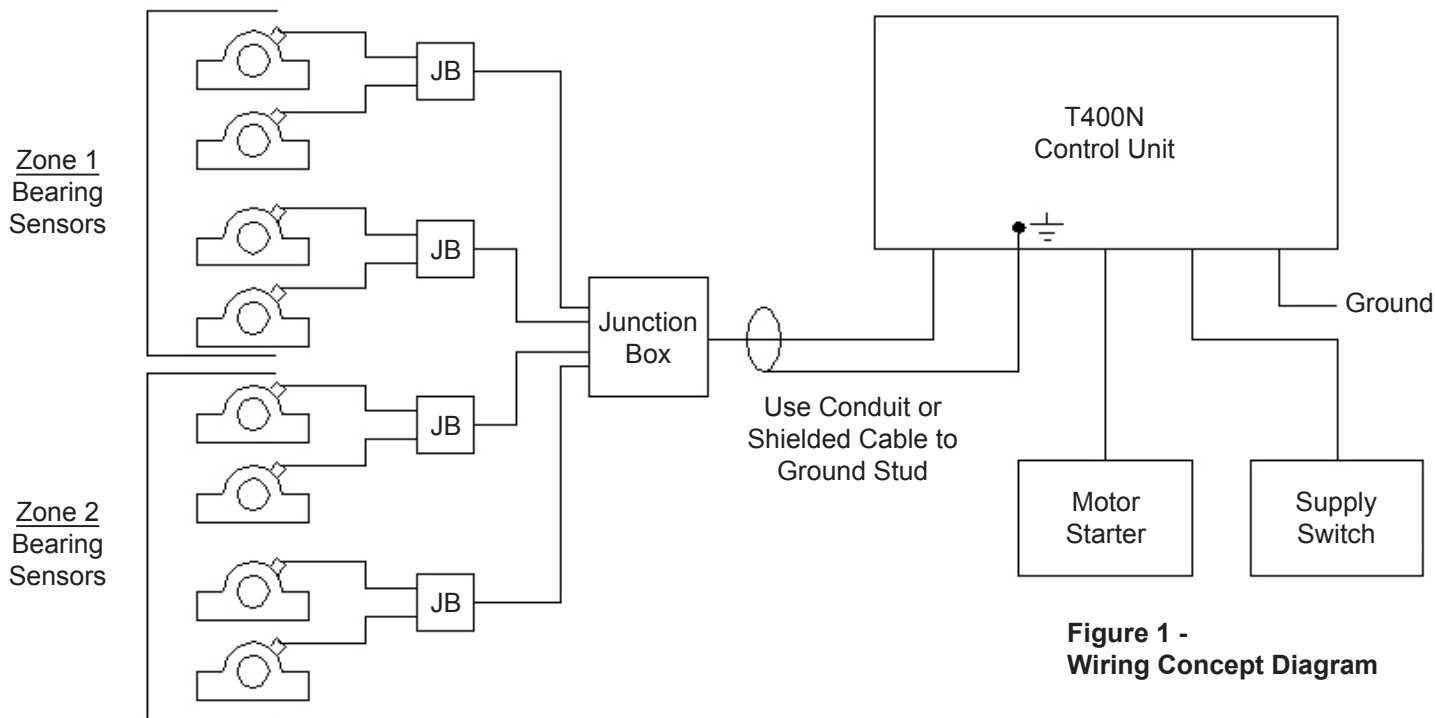 Zone 1
Bearing
Sensors
JB
JB
Zone 2
Bearing
Sensors
JB
JB
Junction
Box
Use Conduit or
Shielded Cable to
Ground Stud
T400N
Control Unit
Ground
Motor
Starter
Supply
Switch
Figure 1 -
Wiring Concept Diagram